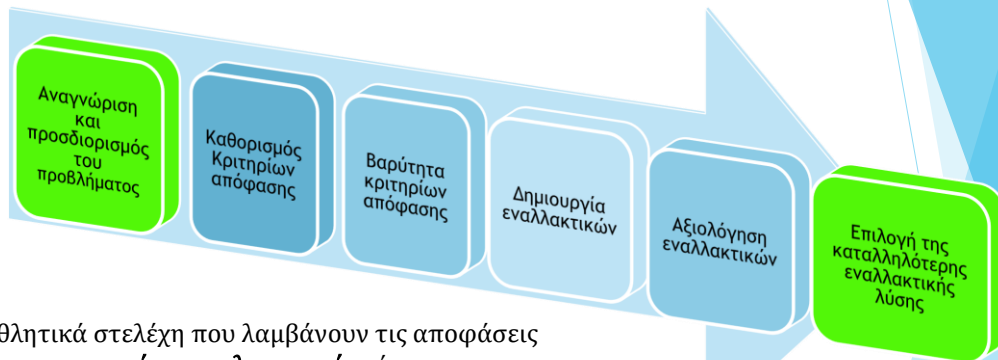 Αναγνώριση
και
προσδιορισμός
του
προβλήματος
Καθορισμός
Κριτηρίων
απόφασης
Βαρύτητα
κριτηρίων
απόφασης
Δημιουργία
εναλλακτικών
Αξιολόγηση
εναλλακτικών
Επιλογή της
καταλληλότερης
εναλλακτικής
λύσης
στελέχη που λαμβάνουν τις αποφάσεις